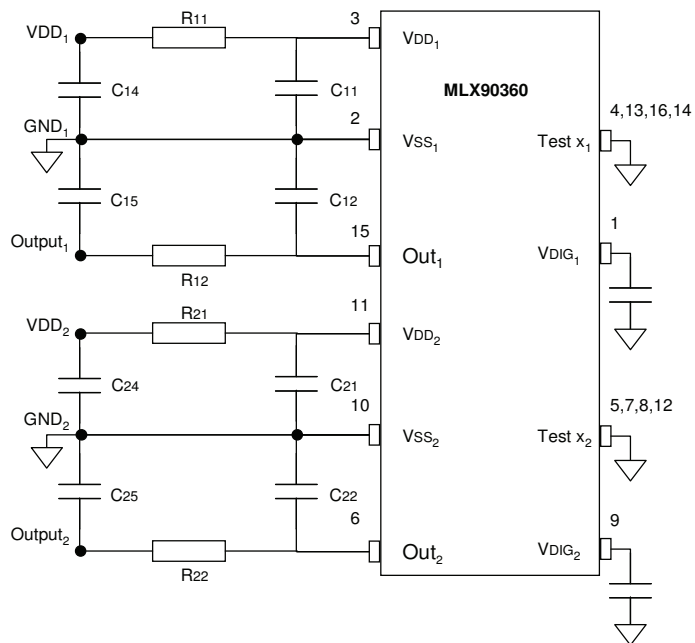 VDD1
R11
3
VDD1
C14
C11
MLX90360
GND1
2
VSS1
4,13,16,14
Test x1
C15
C12
1
Output1
15
R12
Out1
VDIG1
VDD2
R21
11
VDD2
C24
C21
GND2
10
VSS2
5,7,8,12
Test x2
C25
C22
9
Output2
6
R22
Out2
VDIG2